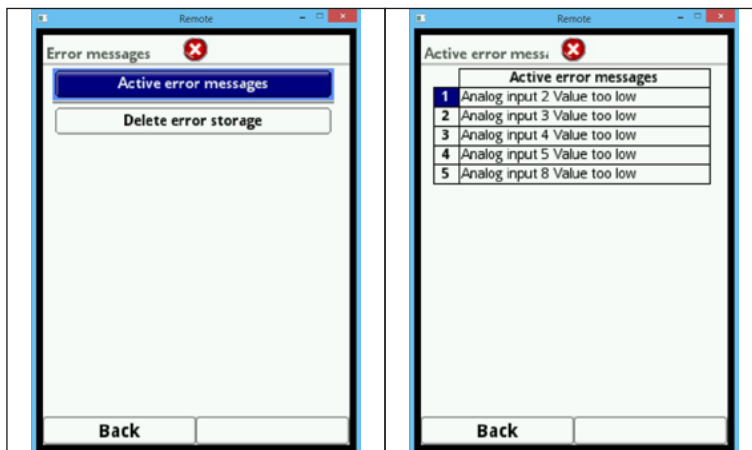 Remote
Error messages
Active error messages
Delete error storage
Back
Remote
Active error messa
Active error messages
1 Analog input 2 Value too low
2 Analog input 3 Value too low
3 Analog input 4 Value too low
4 Analog input 5 Value too low
5 Analog input 8 Value too low
Back